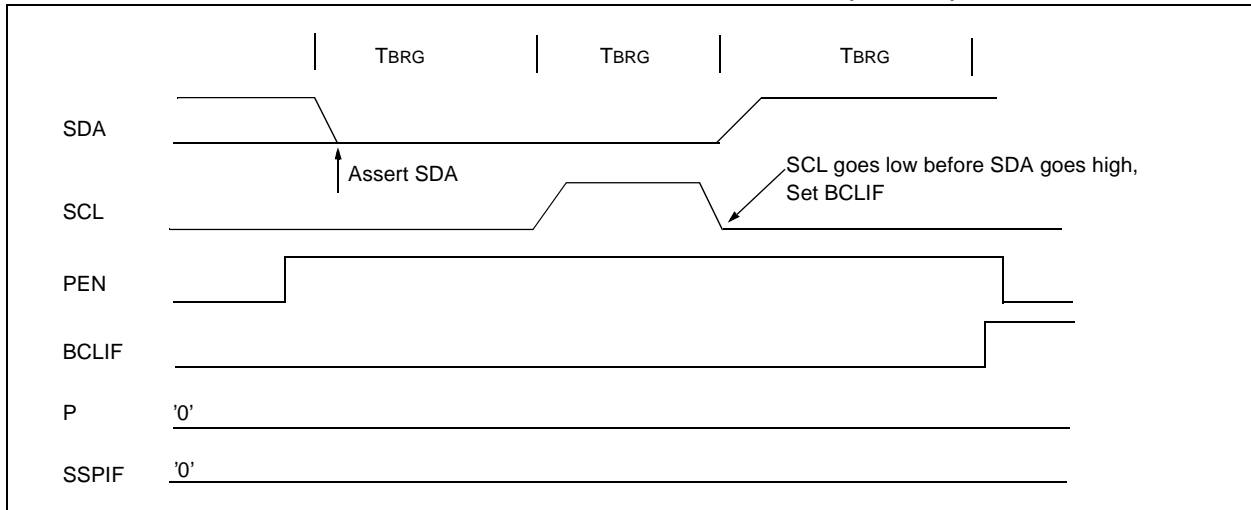 TBRG TBRG TBRG
SDA
Assert SDA
SCL goes low before SDA goes high,
Set BCLIF
SCL
PEN
BCLIF
P '0'
SSPIF '0'